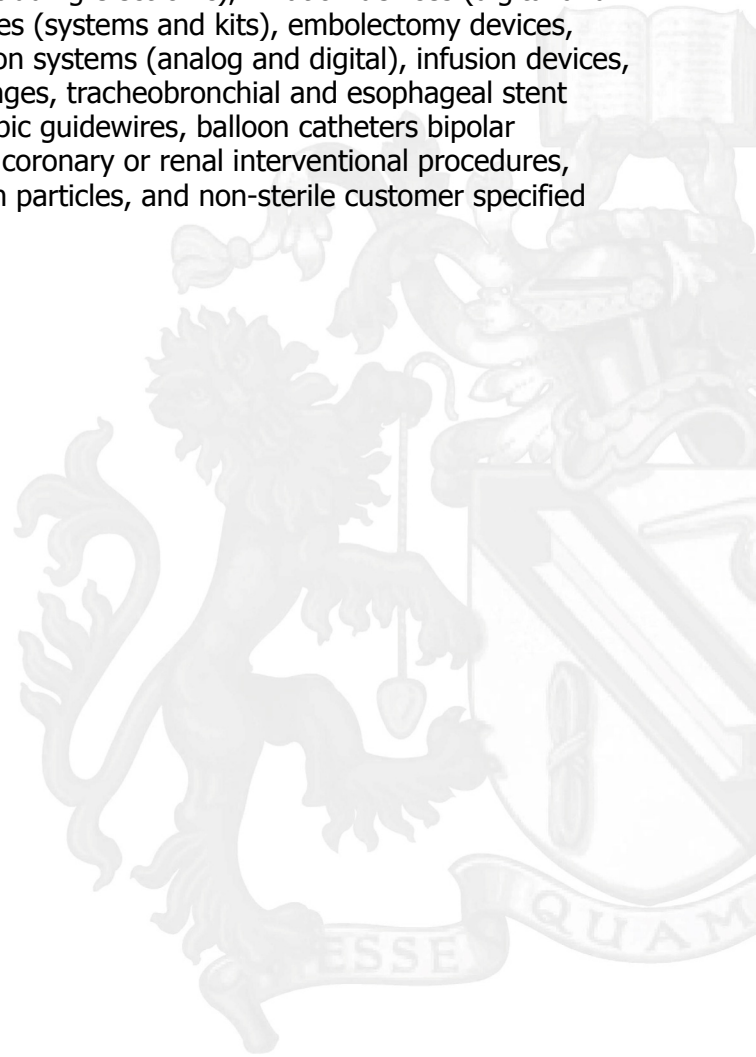 es (systems and kits), embolectomy devices,
on systems (analog and digital), infusion devices,
nges, tracheobronchial and esophageal stent
pic guidewires, balloon catheters bipolar
coronary or renal interventional procedures,
n particles, and non-sterile customer specified
ESSE
QUAM